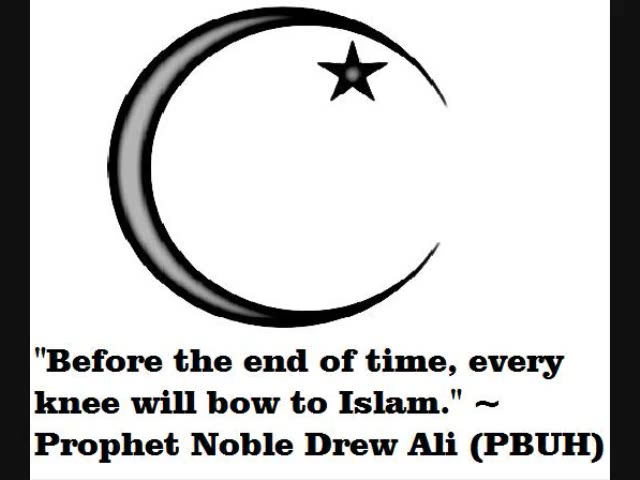 "Before the end of time, every
knee will bow to Islam." ~
Prophet Noble Drew Ali (PBUH)